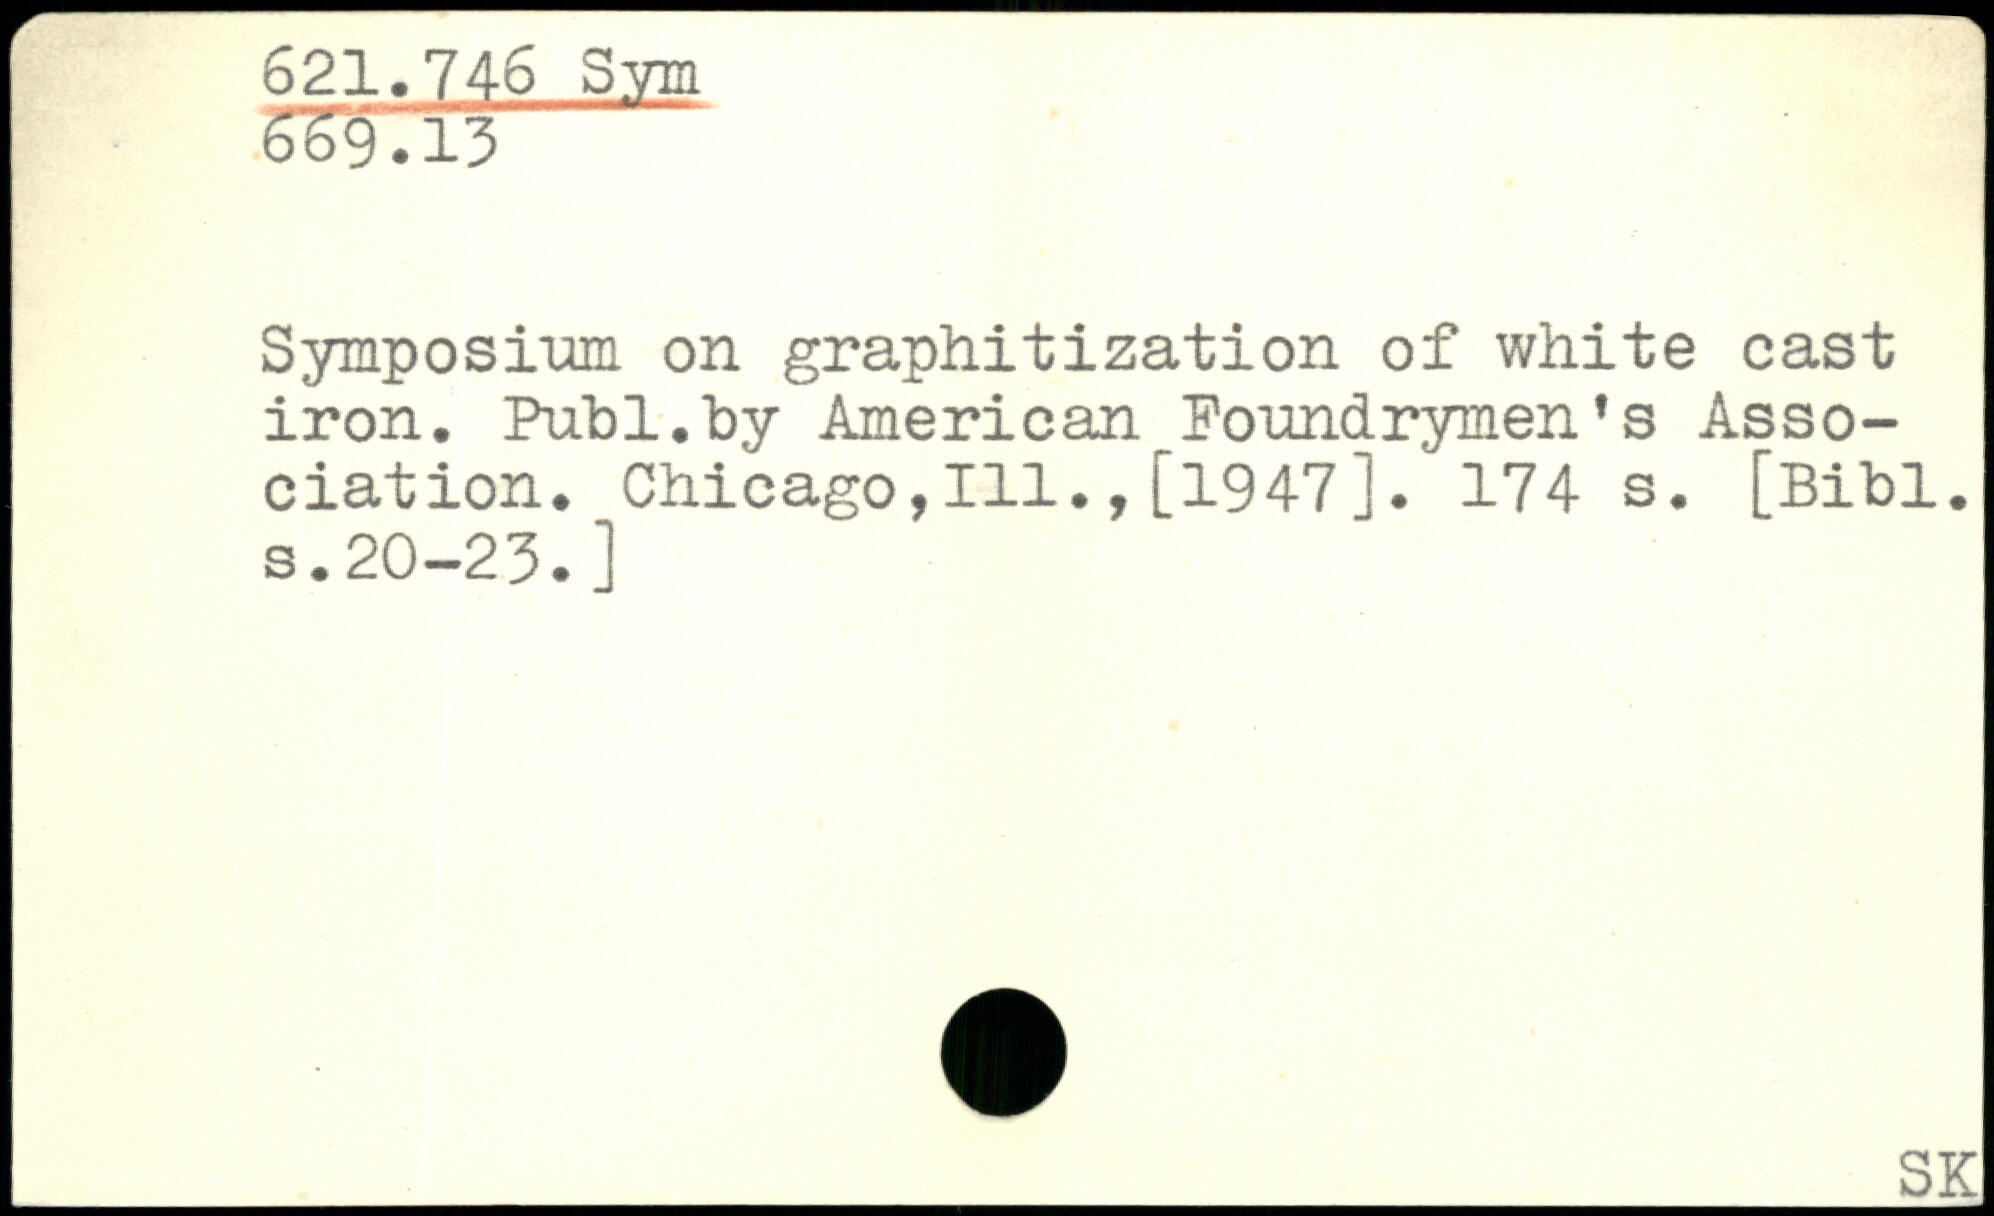 621.746 Sym
669.13
Symposium on graphitization of white cast
iron. Publ.by American Foundrymen's Asso-
ciation. Chicago,Ill.,[1947]. 174 s. [Bibl.
s.20-23.]
SK